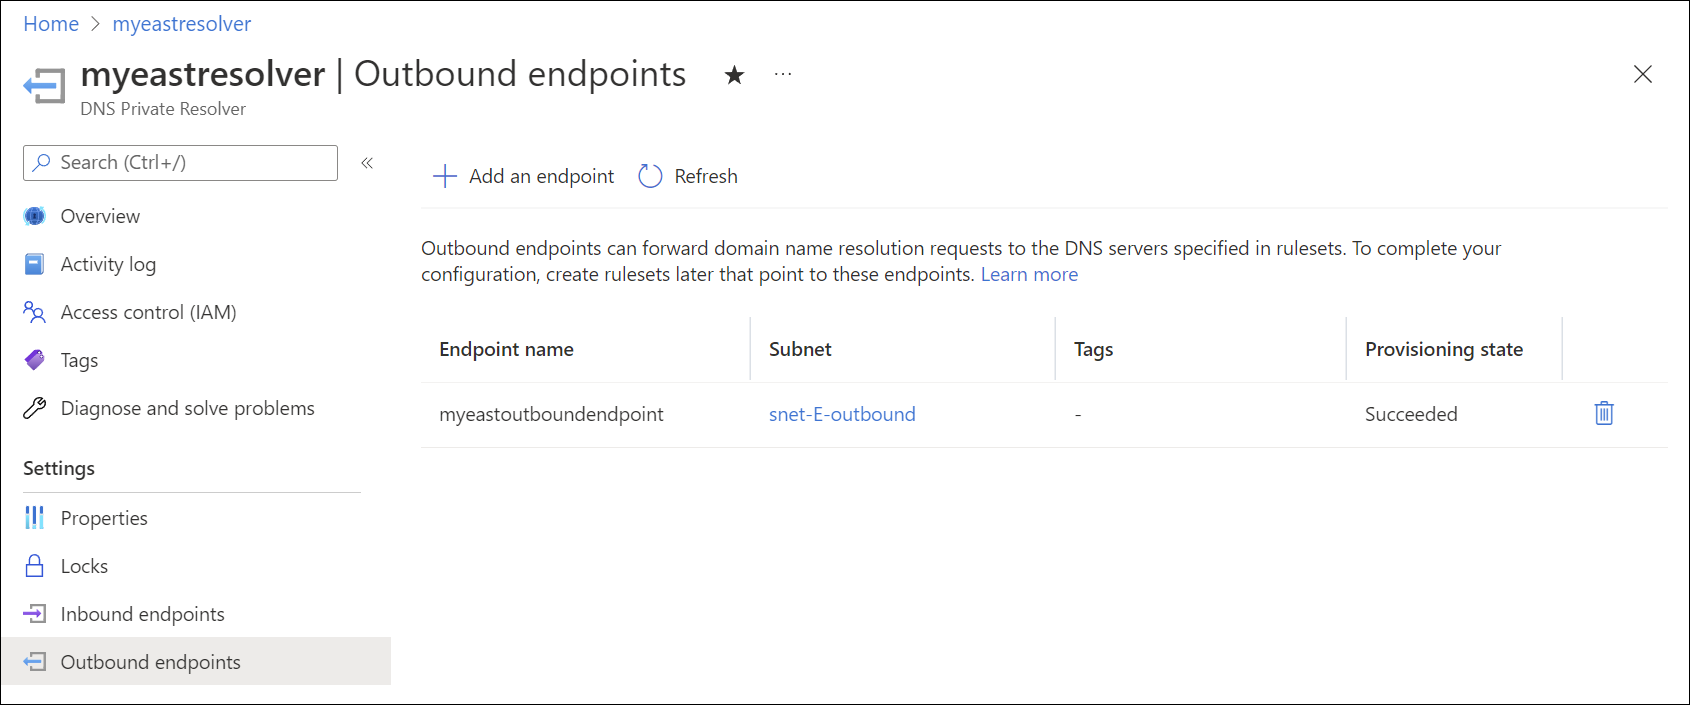 Home > myeastresolver
myeastresolver | Outbound endpoints ★ ...
DNS Private Resolver
Search (Ctrl+/) «
Overview
Activity log
Access control (IAM)
Tags
Diagnose and solve problems
Settings
Properties
Locks
Inbound endpoints
Outbound endpoints
Add an endpoint Refresh
Outbound endpoints can forward domain name resolution requests to the DNS servers specified in rulesets. To complete your
configuration, create rulesets later that point to these endpoints. Learn more
Endpoint name Subnet Tags Provisioning state
myeastoutboundendpoint snet-E-outbound - Succeeded